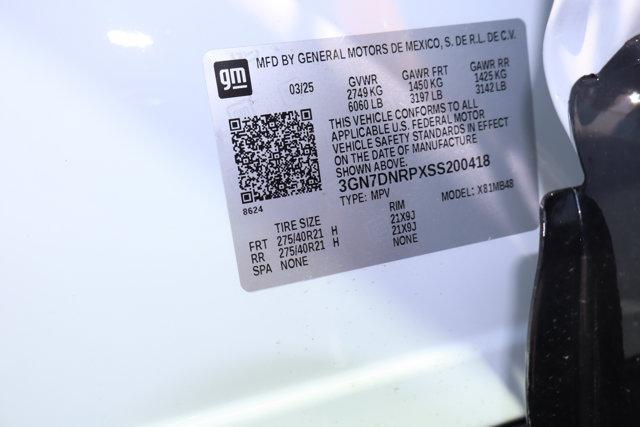 gm
MFD BY GENERAL MOTORS DE MEXICO, S. DE R.L. DE C.V.
03/25 GVWR GAWR FRT GAWR RR
2749 KG 1450 KG 1425 KG
6060 LB 3197 LB 3142 LB
THIS VEHICLE CONFORMS TO ALL
APPLICABLE U.S. FEDERAL MOTOR
VEHICLE SAFETY STANDARDS IN EFFECT
ON THE DATE OF MANUFACTURE
SHOWN ABOVE.
3GN7DNRPXSS200418
TYPE: MPV MODEL: X81MB48
8624
TIRE SIZE RIM
FRT 275/40R21 H 21X9J
RR 275/40R21 H 21X9J
SPA NONE NONE